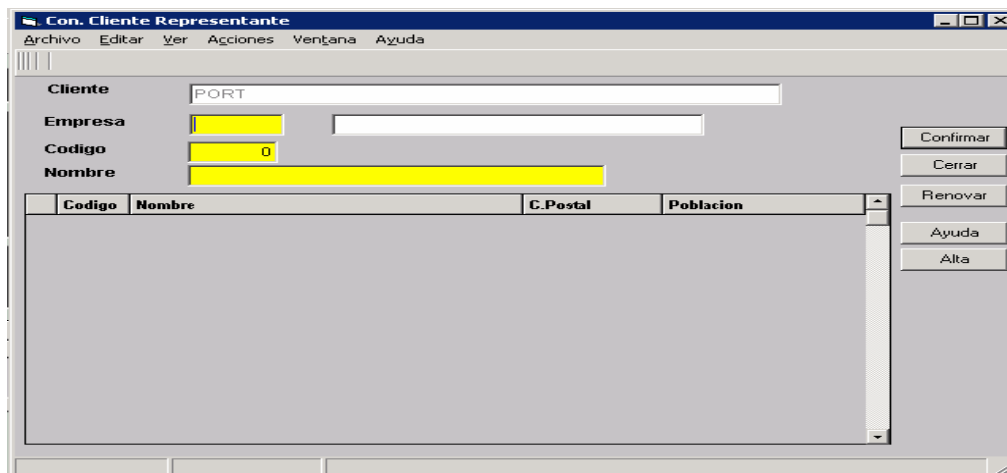 Con. Cliente Representante
Archivo Editar Ver Acciones Ventana Ayuda
Cliente PORT
Empresa
Codigo 0
Nombre
Confirmar
Cerrar
Renovar
Ayuda
Alta
Codigo Nombre C.Postal Poblacion